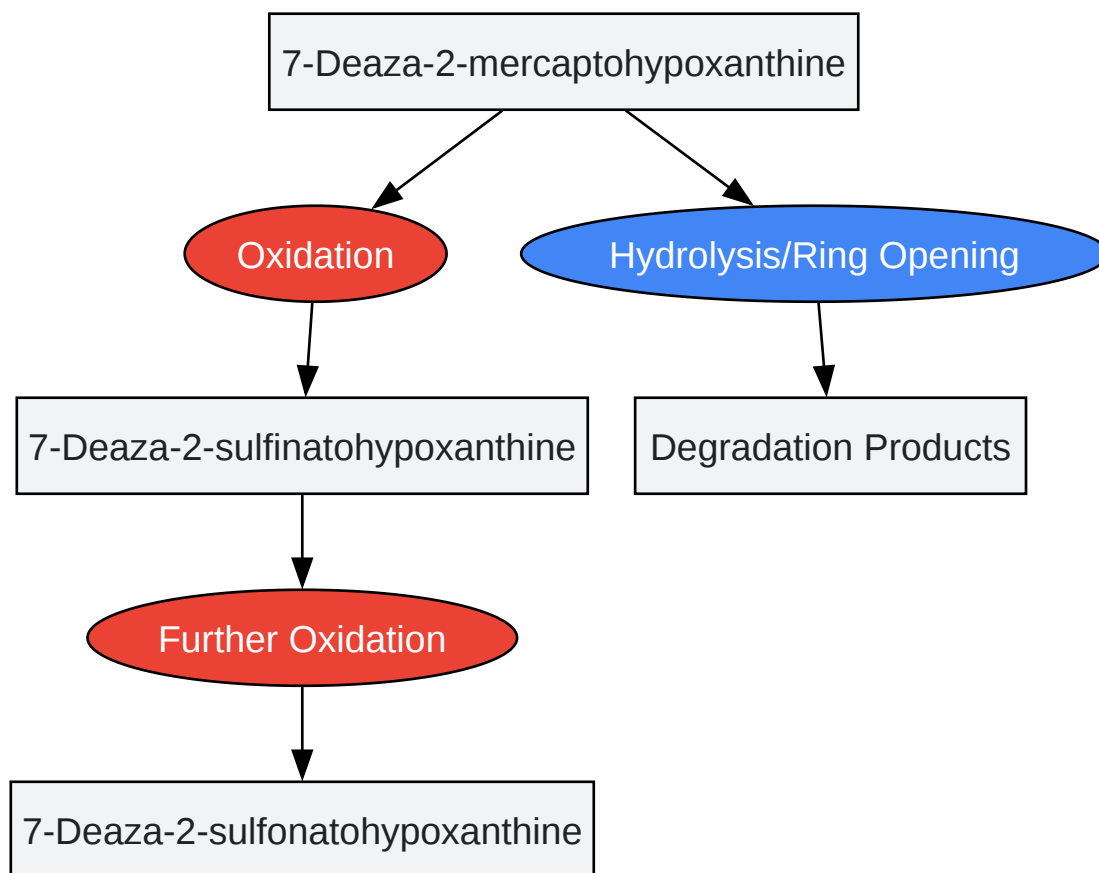 7-Deaza-2-mercaptohypoxanthine
Oxidation
Hydrolysis/Ring Opening
7-Deaza-2-sulfinatohypoxanthine
Degradation Products
Further Oxidation
7-Deaza-2-sulfonatohypoxanthine